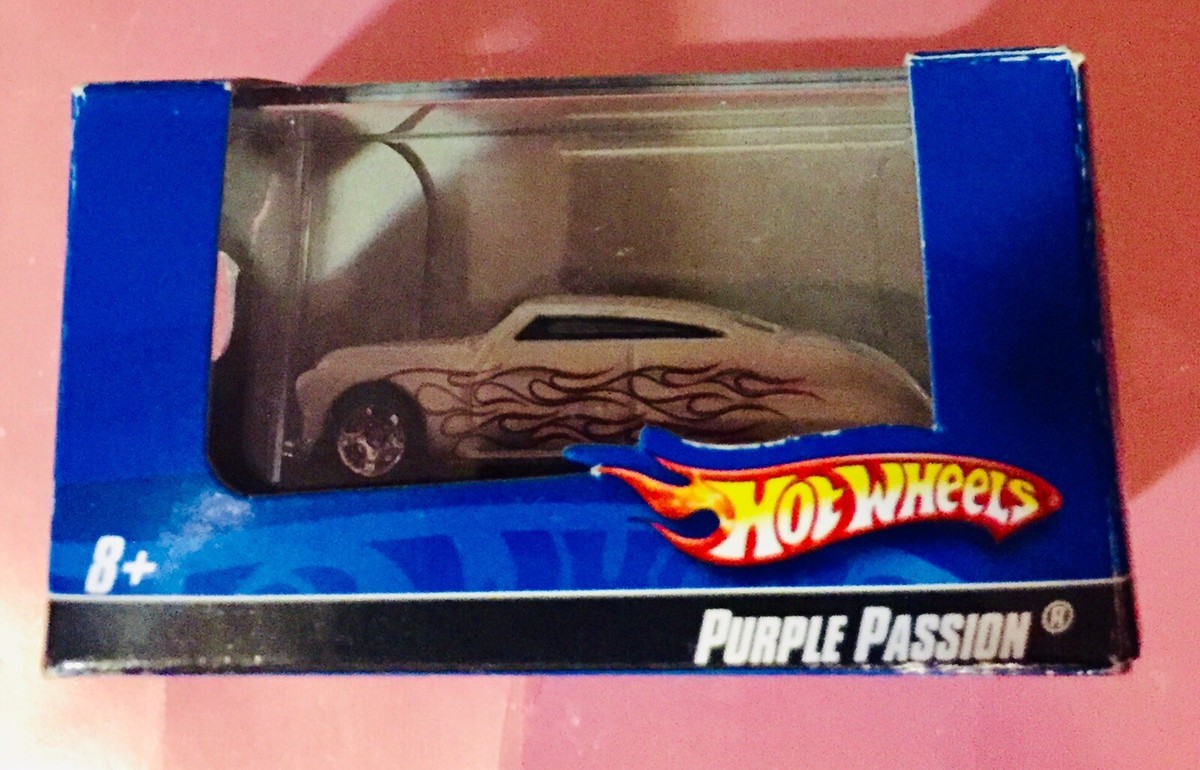 HOT WHEELS
8+
PURPLE PASSION ®